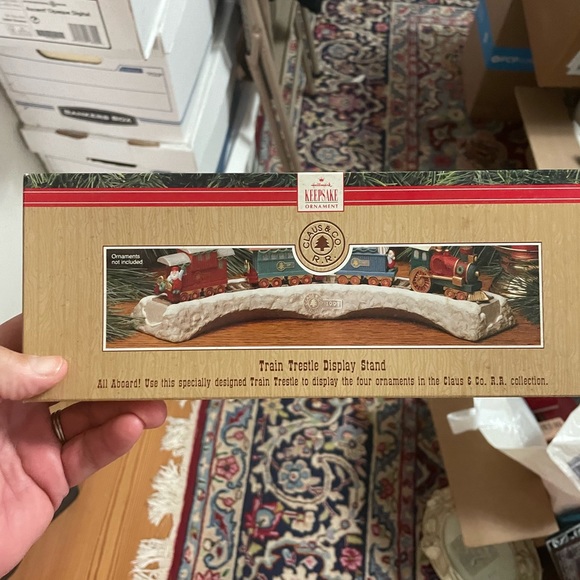 BANKERS BOX
Hallmark
KEEPSAKE
ORNAMENT
CLAUS & CO.
R.R.
Ornaments
not included
1991
Train Trestle Display Stand
All Aboard! Use this specially designed Train Trestle to display the four ornaments in the Claus & Co. R.R. collection.